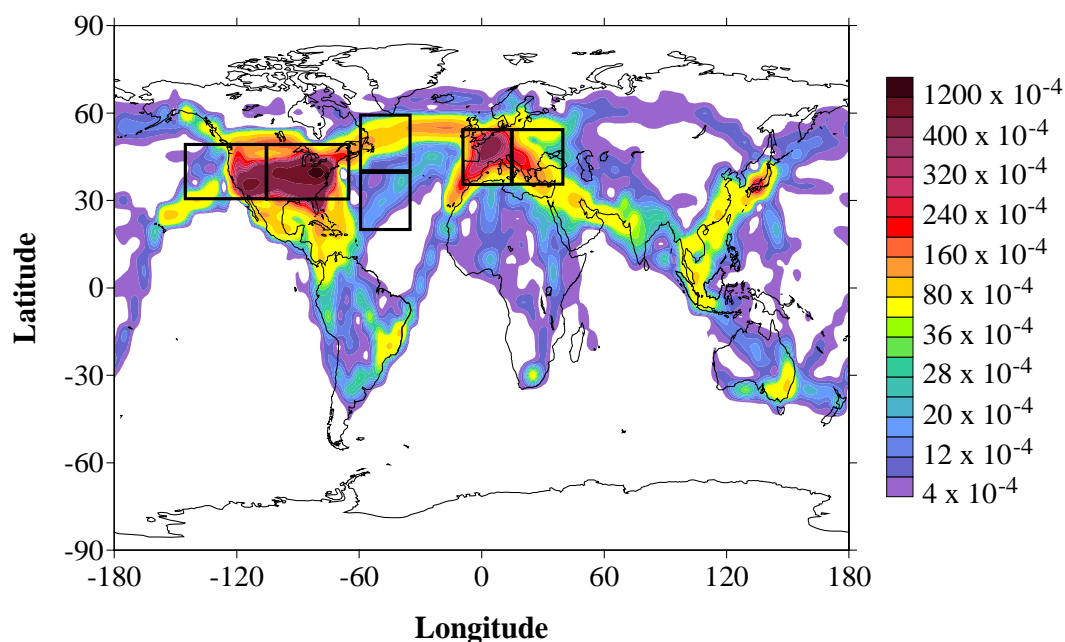 90
60
30
0
-30
-60
-90
Latitude
-180
-120
-60
0
60
120
180
Longitude
1200 x 10⁻⁴
400 x 10⁻⁴
320 x 10⁻⁴
240 x 10⁻⁴
160 x 10⁻⁴
80 x 10⁻⁴
36 x 10⁻⁴
28 x 10⁻⁴
20 x 10⁻⁴
12 x 10⁻⁴
4 x 10⁻⁴